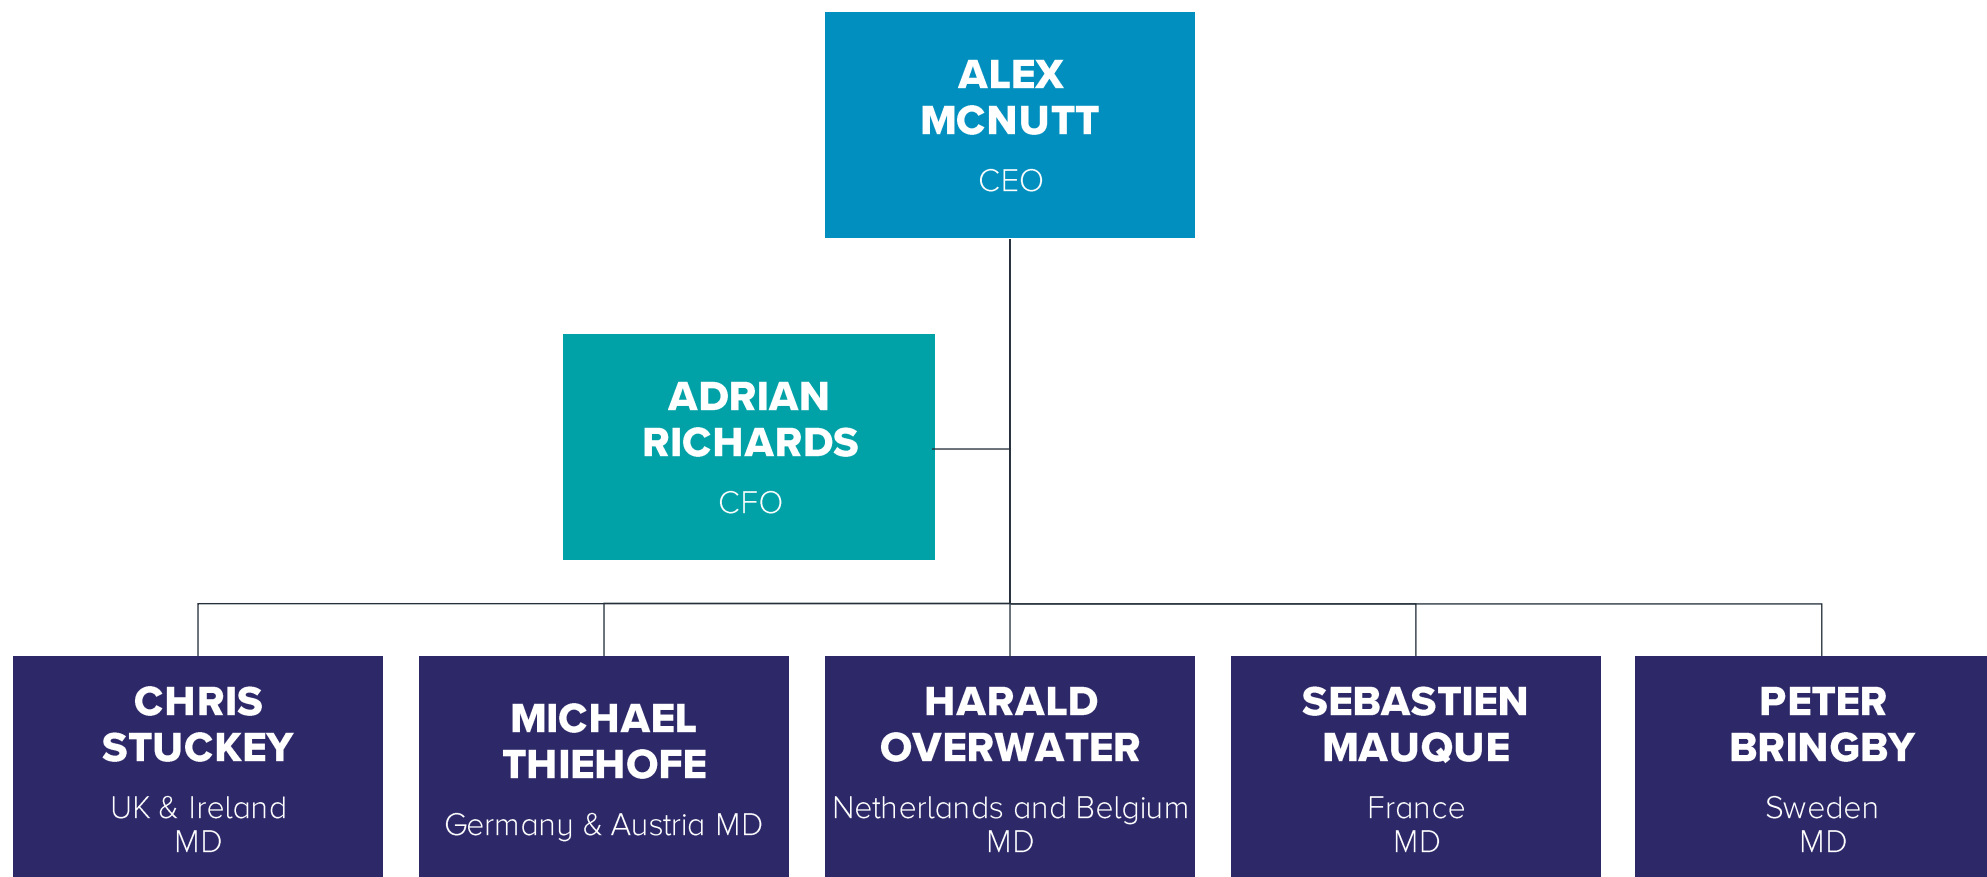 ALEX
MCNUTT
CEO
ADRIAN
RICHARDS
CFO
CHRIS
STUCKEY
UK & Ireland
MD
MICHAEL
THIEHOFE
Germany & Austria MD
HARALD
OVERWATER
Netherlands and Belgium
MD
SEBASTIEN
MAUQUE
France
MD
PETER
BRINGBY
Sweden
MD